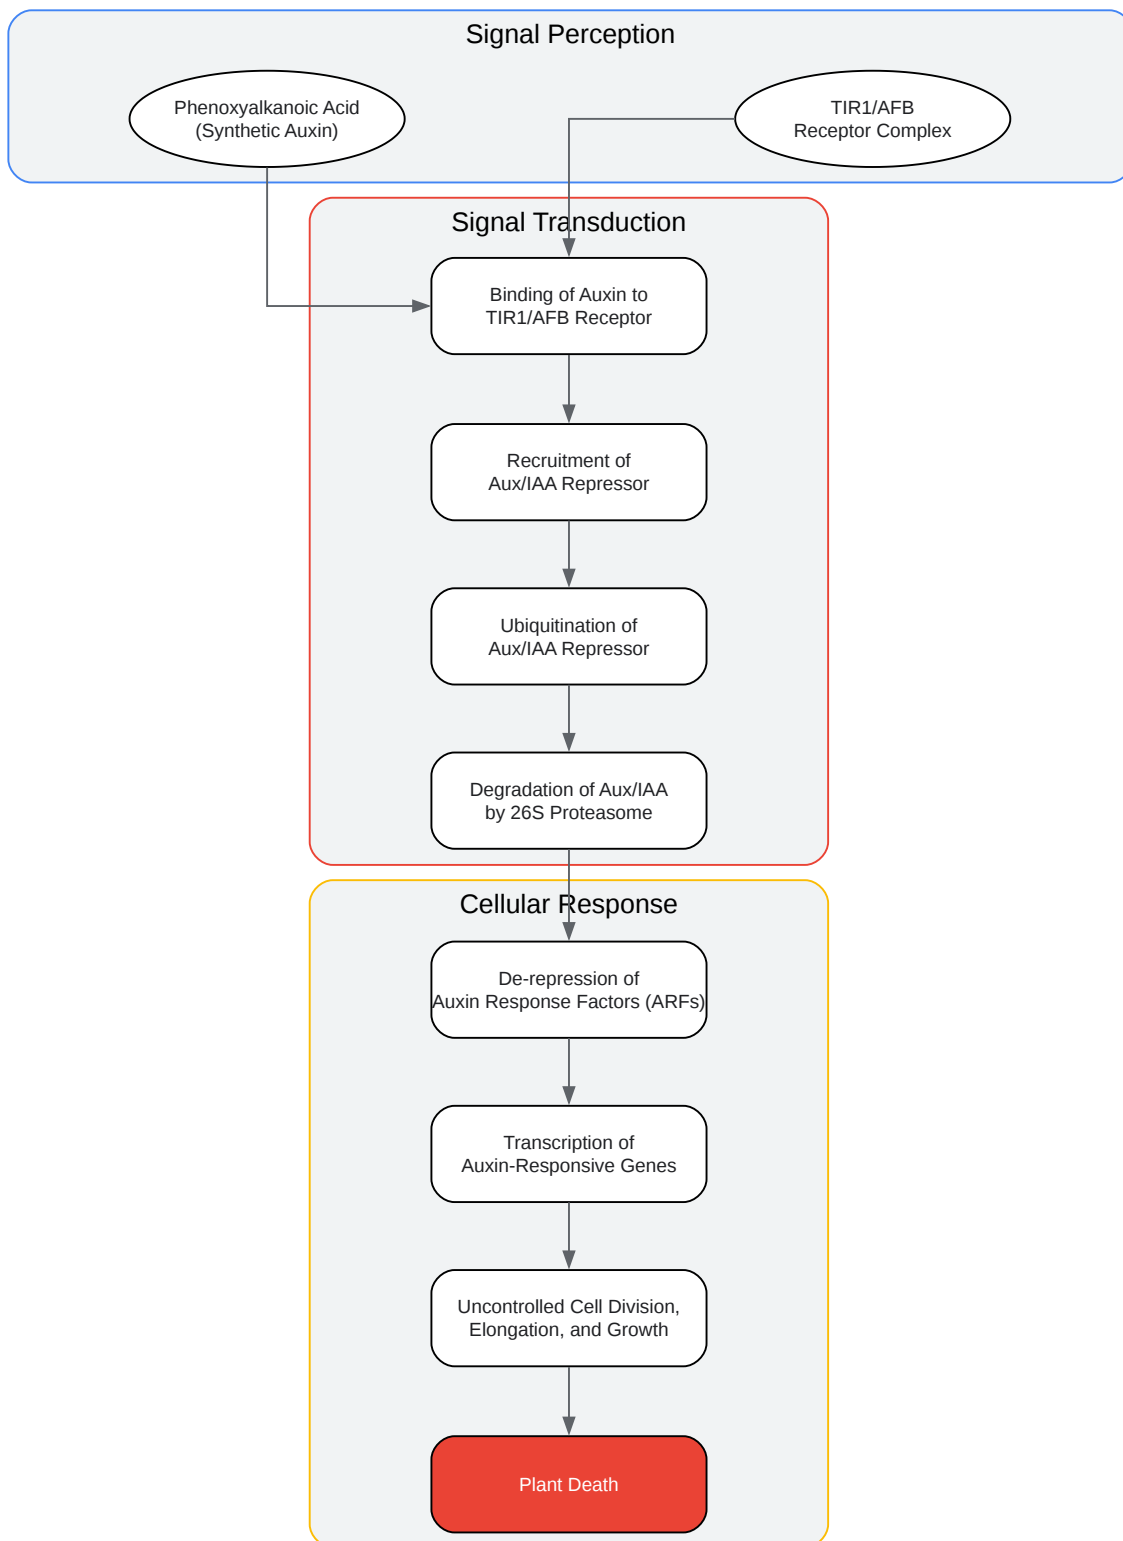 Signal Perception
Phenoxyalkanoic Acid
(Synthetic Auxin)
TIR1/AFB
Receptor Complex
Signal Transduction
Binding of Auxin to
TIR1/AFB Receptor
Recruitment of
Aux/IAA Repressor
Ubiquitination of
Aux/IAA Repressor
Degradation of Aux/IAA
by 26S Proteasome
Cellular Response
De-repression of
Auxin Response Factors (ARFs)
Transcription of
Auxin-Responsive Genes
Uncontrolled Cell Division,
Elongation, and Growth
Plant Death